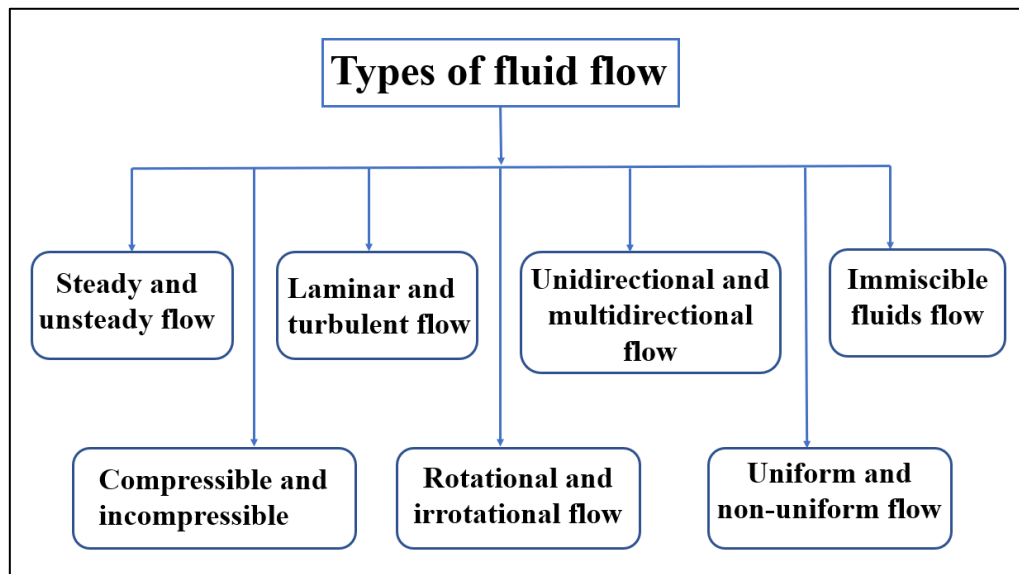 Types of fluid flow
Steady and
unsteady flow
Laminar and
turbulent flow
Unidirectional and
multidirectional
flow
Immiscible
fluids flow
Compressible and
incompressible
Rotational and
irrotational flow
Uniform and
non-uniform flow